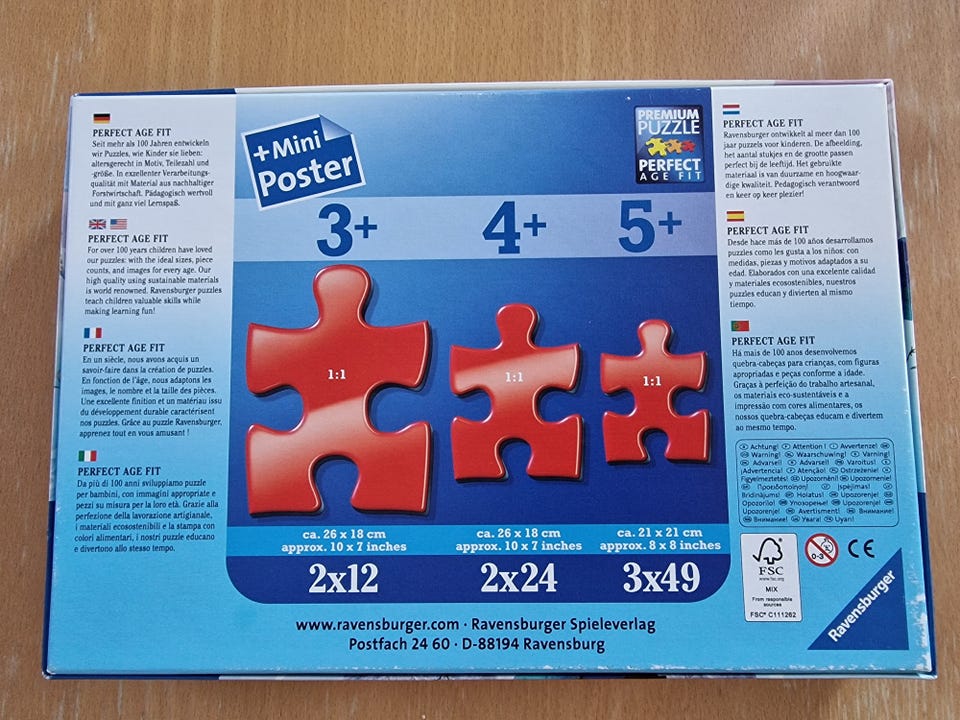 PERFECT AGE FIT
Seit mehr als 100 Jahren entwickeln
wir Puzzles, wie Kinder sie lieben:
altersgerecht in Motiv, Teilezahl und
-größe. In exzellenter Verarbeitungs-
qualität mit Material aus nachhaltiger
Forstwirtschaft. Pädagogisch wertvoll
und mit ganz viel Lernspaß.
PERFECT AGE FIT
For over 100 years children have loved
our puzzles: with the ideal sizes, piece
counts, and images for every age. Our
high quality using sustainable materials
is world renowned. Ravensburger puzzles
teach children valuable skills while
making learning fun!
PERFECT AGE FIT
En un siècle, nous avons acquis un
savoir-faire dans la création de puzzles.
En fonction de l'âge, nous adaptons les
images, le nombre et la taille des pièces.
Une excellente finition et un matériau issu
du développement durable caractérisent
nos puzzles. Grâce au puzzle Ravensburger,
apprenez tout en vous amusant !
PERFECT AGE FIT
Da più di 100 anni sviluppiamo puzzle
per bambini, con immagini appropriate e
pezzi su misura per la loro età. Grazie alla
perfezione della lavorazione artigianale,
i materiali ecosostenibili e la stampa con
colori alimentari, i nostri puzzle educano
e divertono allo stesso tempo.
+Mini
Poster
PREMIUM
PUZZLE
PERFECT
AGE FIT
3+ 4+ 5+
1:1 1:1 1:1
ca. 26 x 18 cm
approx. 10 x 7 inches
2x12
ca. 26 x 18 cm
approx. 10 x 7 inches
2x24
ca. 21 x 21 cm
approx. 8 x 8 inches
3x49
www.ravensburger.com · Ravensburger Spieleverlag
Postfach 24 60 · D-88194 Ravensburg
PERFECT AGE FIT
Ravensburger ontwikkelt al meer dan 100
jaar puzzels voor kinderen. De afbeelding,
het aantal stukjes en de grootte passen
perfect bij de leeftijd. Het gebruikte
materiaal is van duurzame en hoogwaar-
dige kwaliteit. Pedagogisch verantwoord
en keer op keer plezier!
PERFECT AGE FIT
Desde hace más de 100 años desarrollamos
puzzles como les gusta a los niños: con
medidas, piezas y motivos adaptados a su
edad. Elaborados con una excelente calidad
y materiales ecosostenibles, nuestros
puzzles educan y divierten al mismo
tiempo.
PERFECT AGE FIT
Há mais de 100 anos desenvolvemos
quebra-cabeças para crianças, com figuras
apropriadas e peças conforme a idade.
Graças à perfeição do trabalho artesanal,
os materiais eco-sustentáveis e a
impressão com cores alimentares, os
nossos quebra-cabeças educam e divertem
ao mesmo tempo.
Achtung! Attention ! Avvertenze!
Warning! Waarschuwing! Varning!
Advarsel! Advarsel! Varoitus!
¡Advertencia! Atenção! Ostrzeżenie!
Figyelmeztetés! Upozornění! Upozornenie!
Προειδοποίηση! Įspėjimas!
Brīdinājums! Hoiatus! Upozorenje!
Opozorilo! Упозорење! Upozorenje!
Upozorenje! Avertisment! Внимание!
Внимание! Увага! Uyarı!
FSC
www.fsc.org
MIX
From responsible
sources
FSC® C111262
0-3
CE
Ravensburger